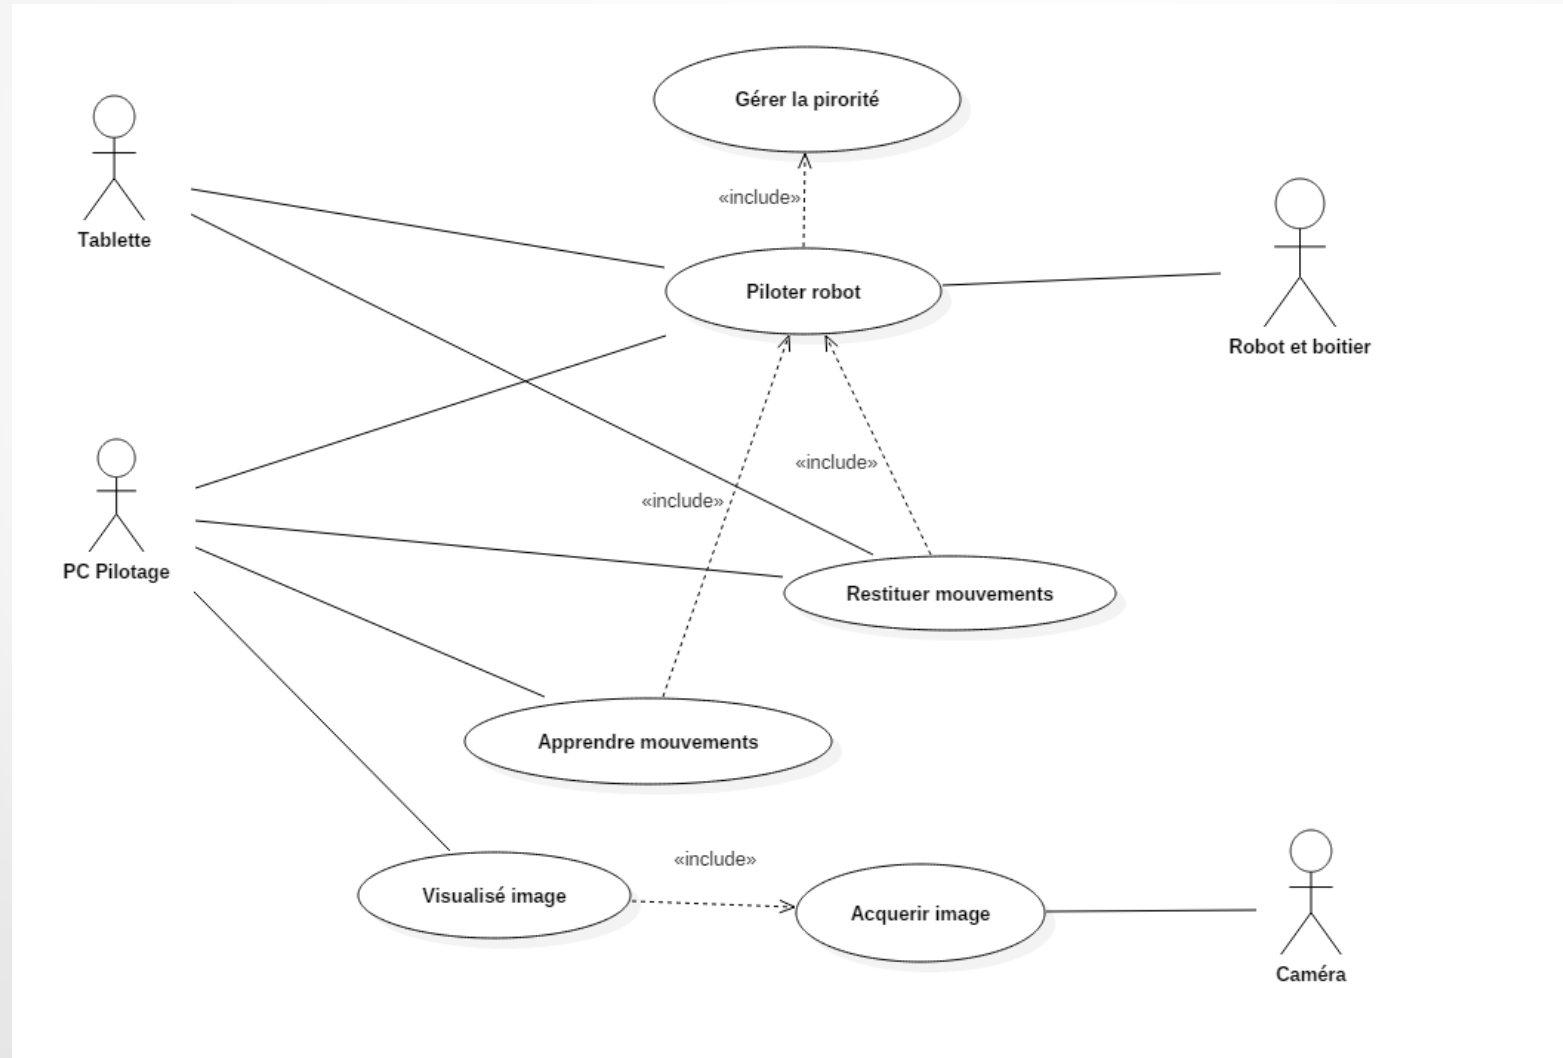 Gérer la pirorité
Tablette
«include»
Piloter robot
Robot et boitier
«include»
«include»
PC Pilotage
Restituer mouvements
Apprendre mouvements
«include»
Visualisé image
Acquerir image
Caméra